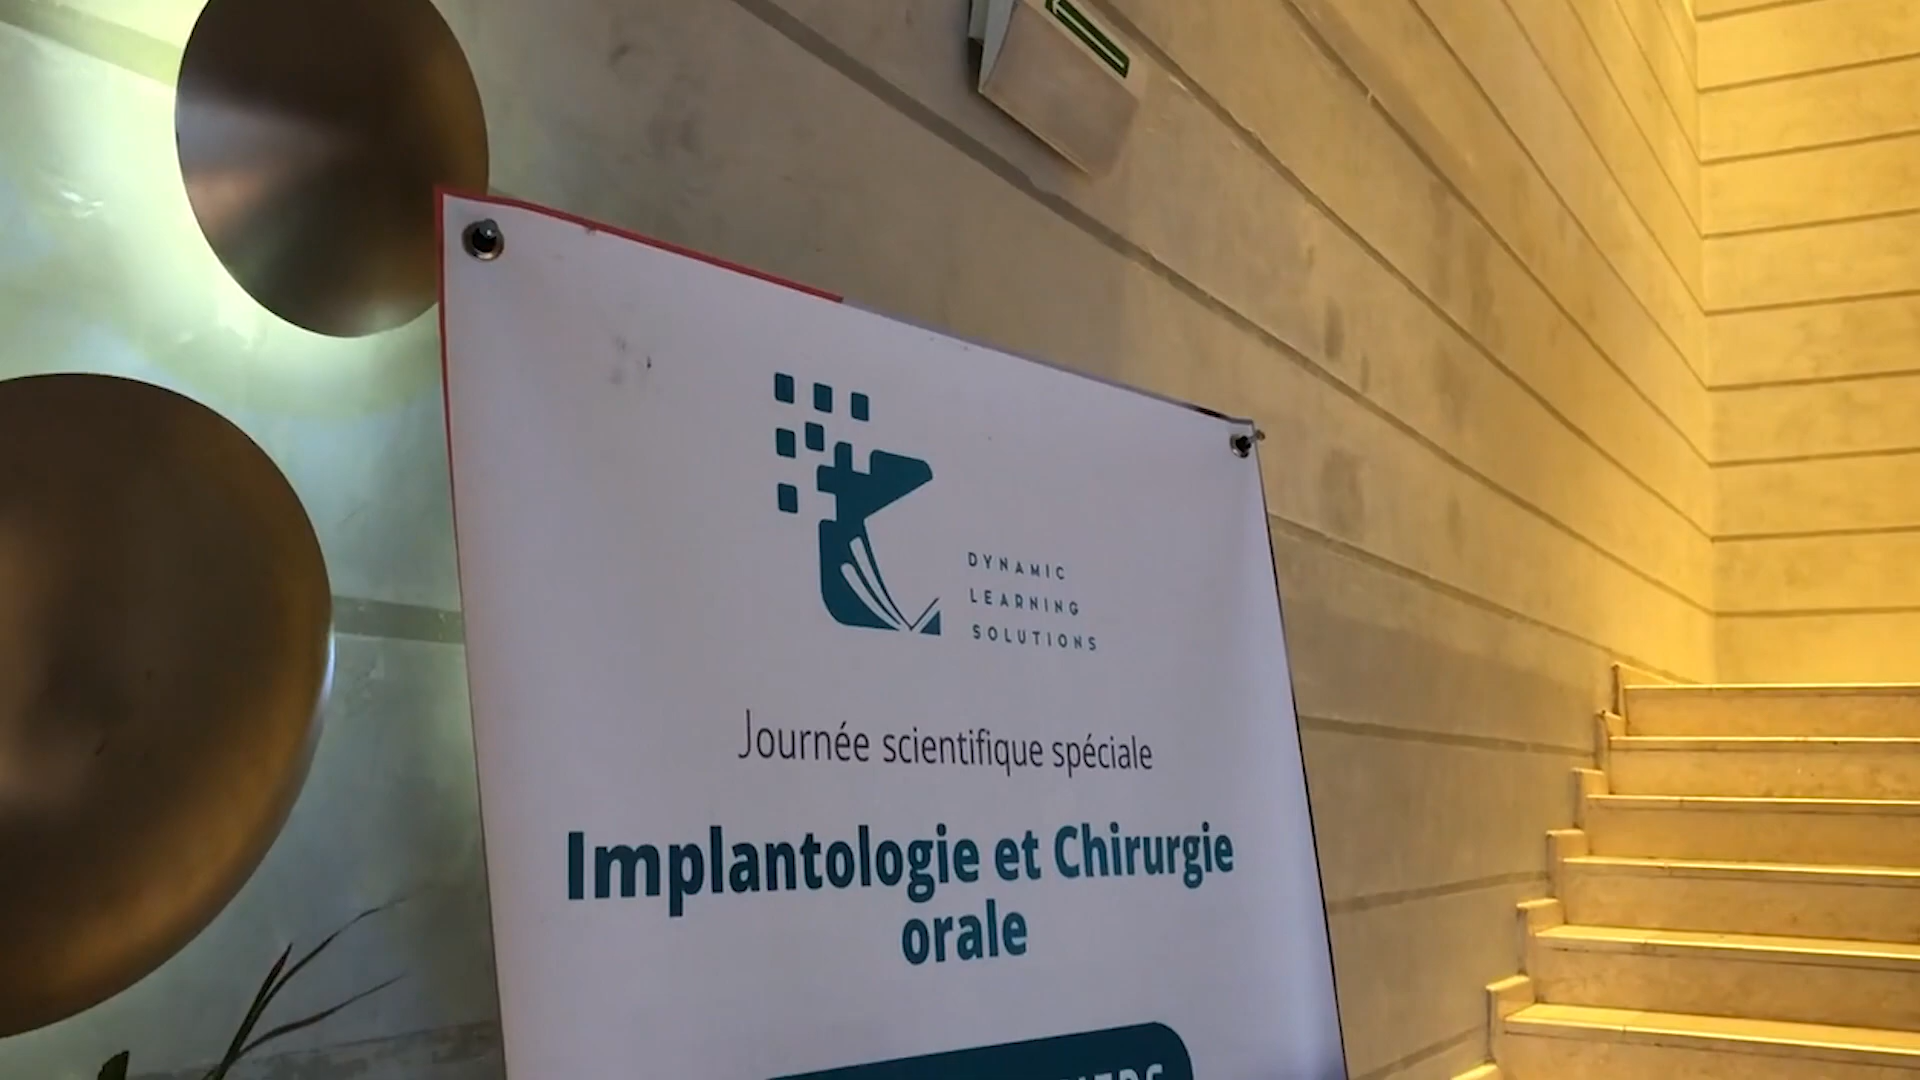 DYNAMIC
LEARNING
SOLUTIONS
Journée scientifique spéciale
Implantologie et Chirurgie
orale